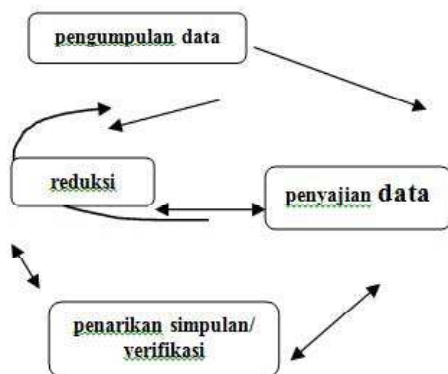 pengumpulan data
reduksi
penyajian data
penarikan simpulan/
verifikasi